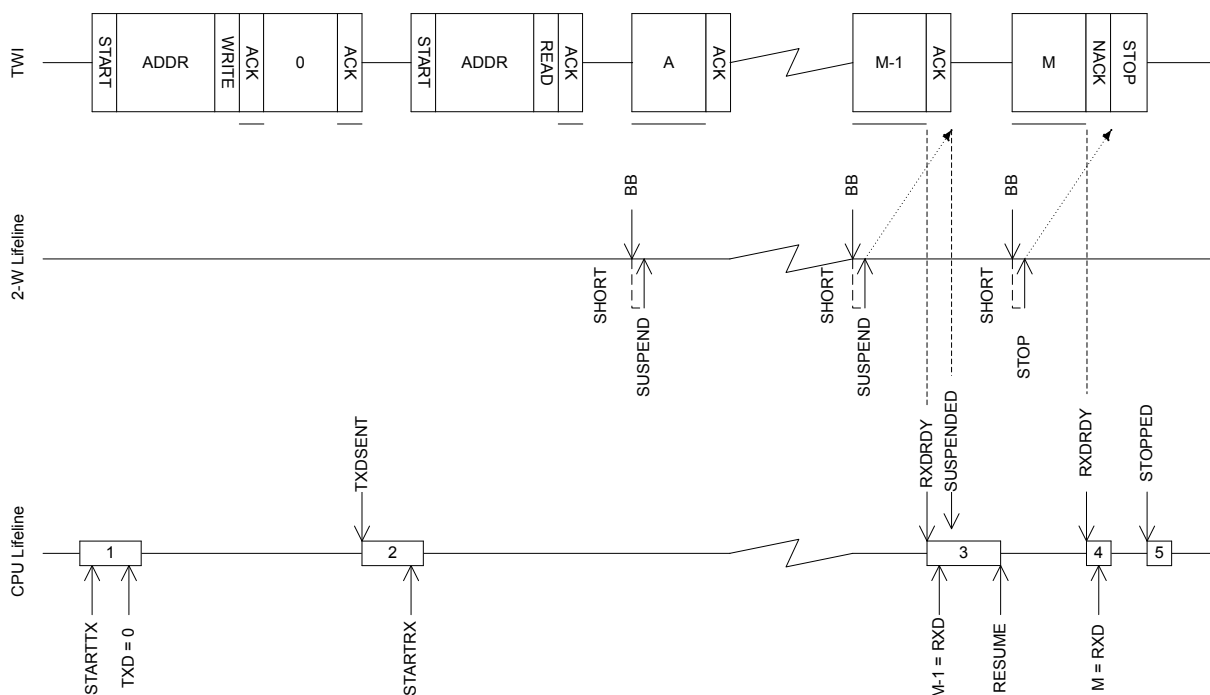 TWI
START
ADDR
WRITE
ACK
0
ACK
START
ADDR
READ
ACK
A
ACK
M-1
ACK
M
NACK
STOP
2-W Lifeline
BB
SHORT
SUSPEND
BB
SHORT
SUSPEND
BB
SHORT
STOP
CPU Lifeline
TXDSENT
RXDRDY
SUSPENDED
RXDRDY
STOPPED
1
2
3
4
5
STARTTX
TXD = 0
STARTRX
M-1 = RXD
RESUME
M = RXD